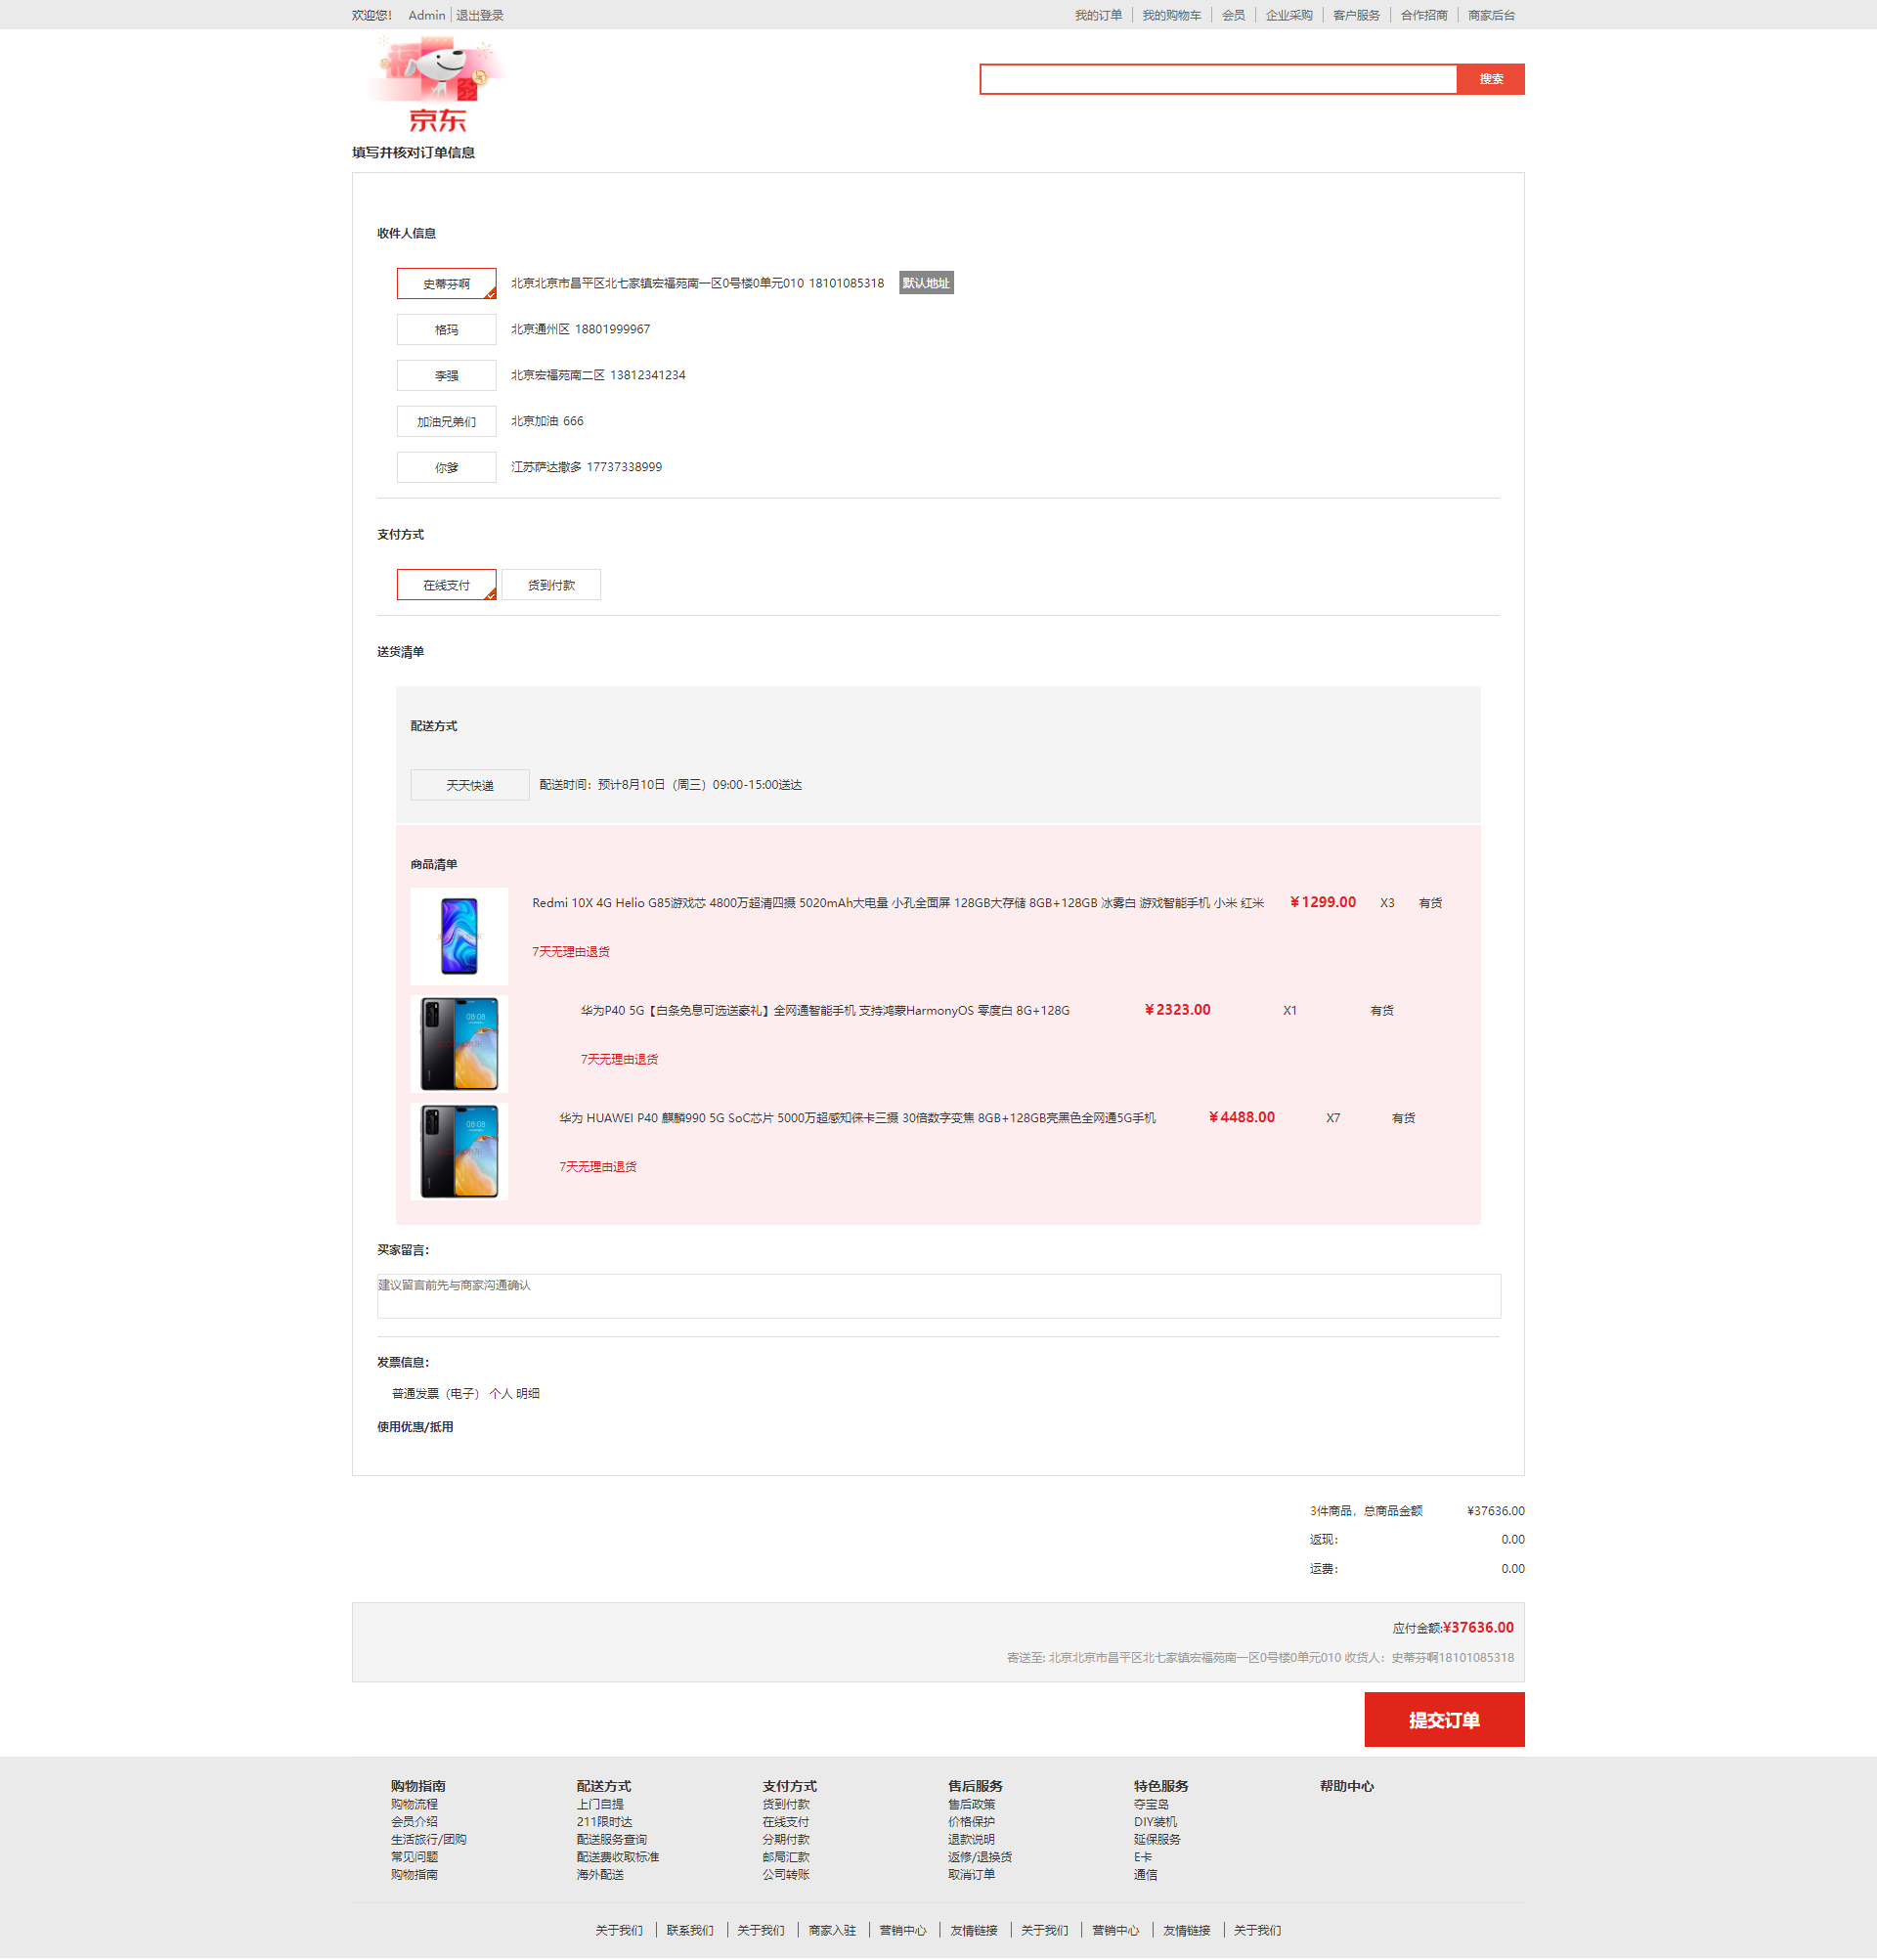 欢迎您! Admin 退出登录 我的订单 我的购物车 会员 企业采购 客户服务 合作招商 商家后台
京东
搜索
填写并核对订单信息
收件人信息
史蒂芬啊 北京北京市昌平区北七家镇宏福苑南一区0号楼0单元010 18101085318 默认地址
格玛 北京通州区 18801999967
李强 北京宏福苑南二区 13812341234
加油兄弟们 北京加油 666
你爹 江苏萨达撒多 17737338999
支付方式
在线支付 货到付款
送货清单
配送方式
天天快递 配送时间：预计8月10日（周三）09:00-15:00送达
商品清单
Redmi 10X 4G Helio G85游戏芯 4800万超清四摄 5020mAh大电量 小孔全面屏 128GB大存储 8GB+128GB 冰雾白 游戏智能手机 小米 红米 ￥1299.00 X3 有货
7天无理由退货
华为P40 5G【白条免息可选送豪礼】全网通智能手机 支持鸿蒙HarmonyOS 零度白 8G+128G ￥2323.00 X1 有货
08:08
7天无理由退货
华为 HUAWEI P40 麒麟990 5G SoC芯片 5000万超感知徕卡三摄 30倍数字变焦 8GB+128GB亮黑色全网通5G手机 ￥4488.00 X7 有货
08:08
7天无理由退货
买家留言：
建议留言前先与商家沟通确认
发票信息：
普通发票（电子） 个人 明细
使用优惠/抵用
3件商品，总商品金额 ¥37636.00
返现： 0.00
运费： 0.00
应付金额:¥37636.00
寄送至: 北京北京市昌平区北七家镇宏福苑南一区0号楼0单元010 收货人：史蒂芬啊18101085318
提交订单
购物指南 配送方式 支付方式 售后服务 特色服务 帮助中心
购物流程 上门自提 货到付款 售后政策 夺宝岛
会员介绍 211限时达 在线支付 价格保护 DIY装机
生活旅行/团购 配送服务查询 分期付款 退款说明 延保服务
常见问题 配送费收取标准 邮局汇款 返修/退换货 E卡
购物指南 海外配送 公司转账 取消订单 通信
关于我们 联系我们 关于我们 商家入驻 营销中心 友情链接 关于我们 营销中心 友情链接 关于我们